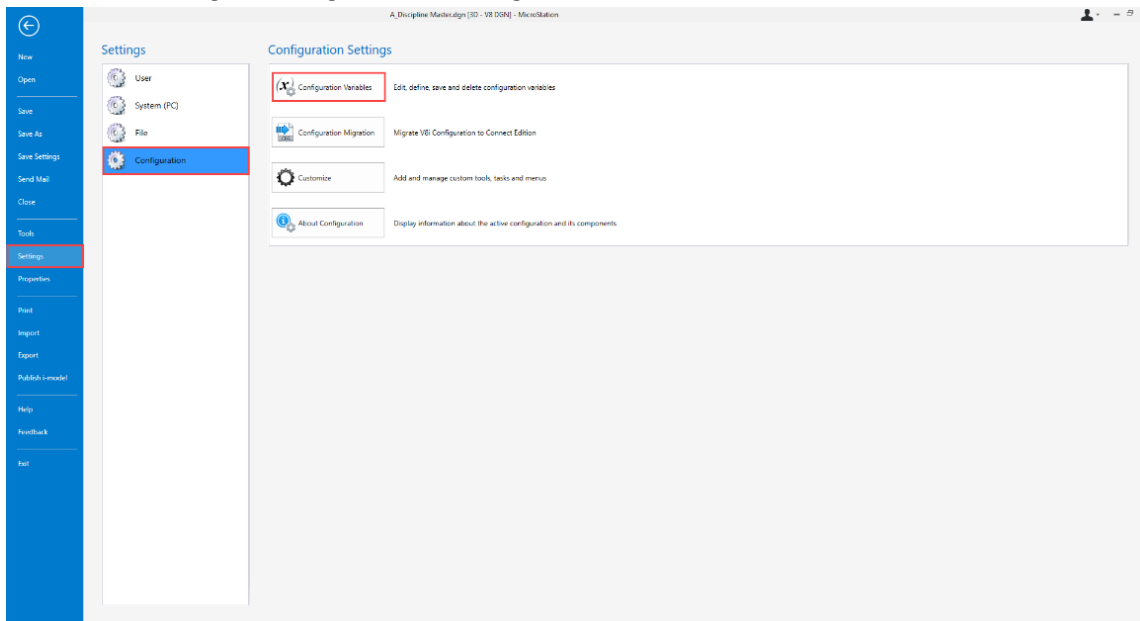 A_Discipline Master.dgn [3D - V8 DGN] - MicroStation
New
Open
Save
Save As
Save Settings
Send Mail
Close
Tools
Settings
Properties
Print
Import
Export
Publish i-model
Help
Feedback
Exit
Settings
User
System (PC)
File
Configuration
Configuration Settings
Configuration Variables Edit, define, save and delete configuration variables
Configuration Migration Migrate V8i Configuration to Connect Edition
Customize Add and manage custom tools, tasks and menus
About Configuration Display information about the active configuration and its components